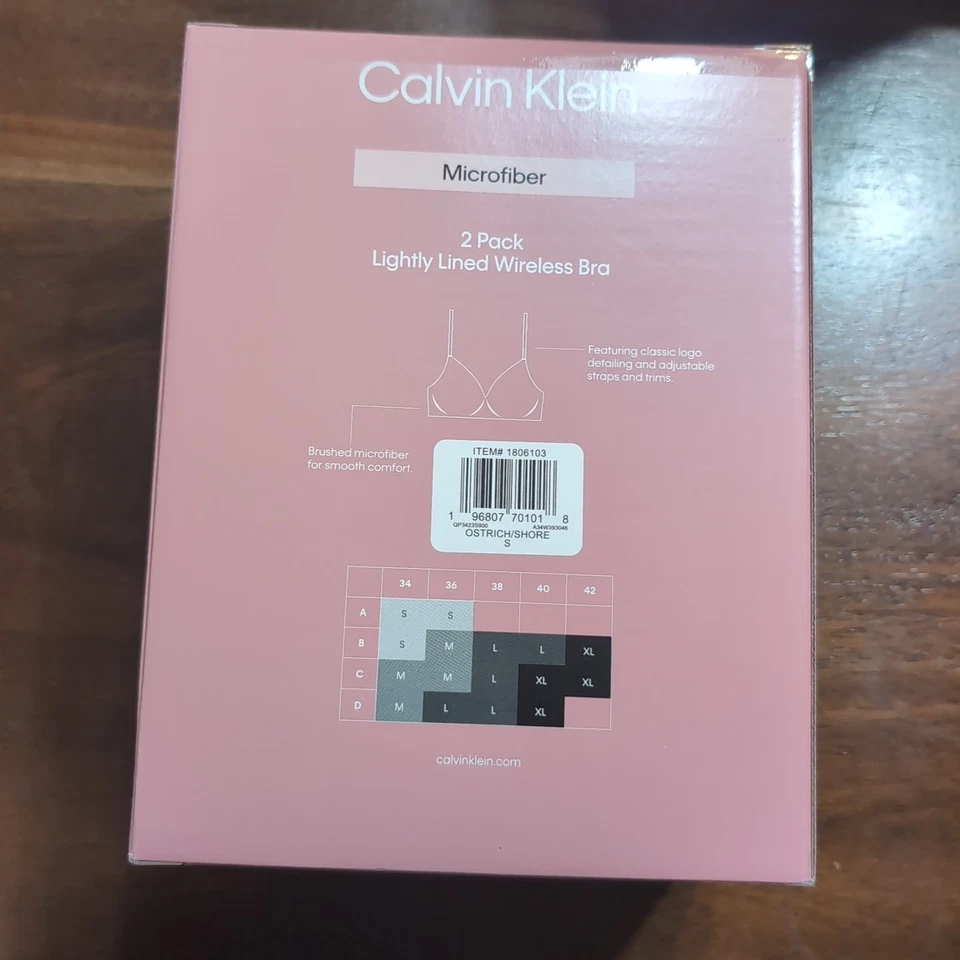 Calvin Klein
Microfiber
2 Pack
Lightly Lined Wireless Bra
Featuring classic logo
detailing and adjustable
straps and trims.
Brushed microfiber
for smooth comfort.
ITEM# 1806103
1 96807 70101 8
QP3423S900 A34W393046
OSTRICH/SHORE
S
34 36 38 40 42
A S S
B S M L L XL
C M M L XL XL
D M L L XL
calvinklein.com